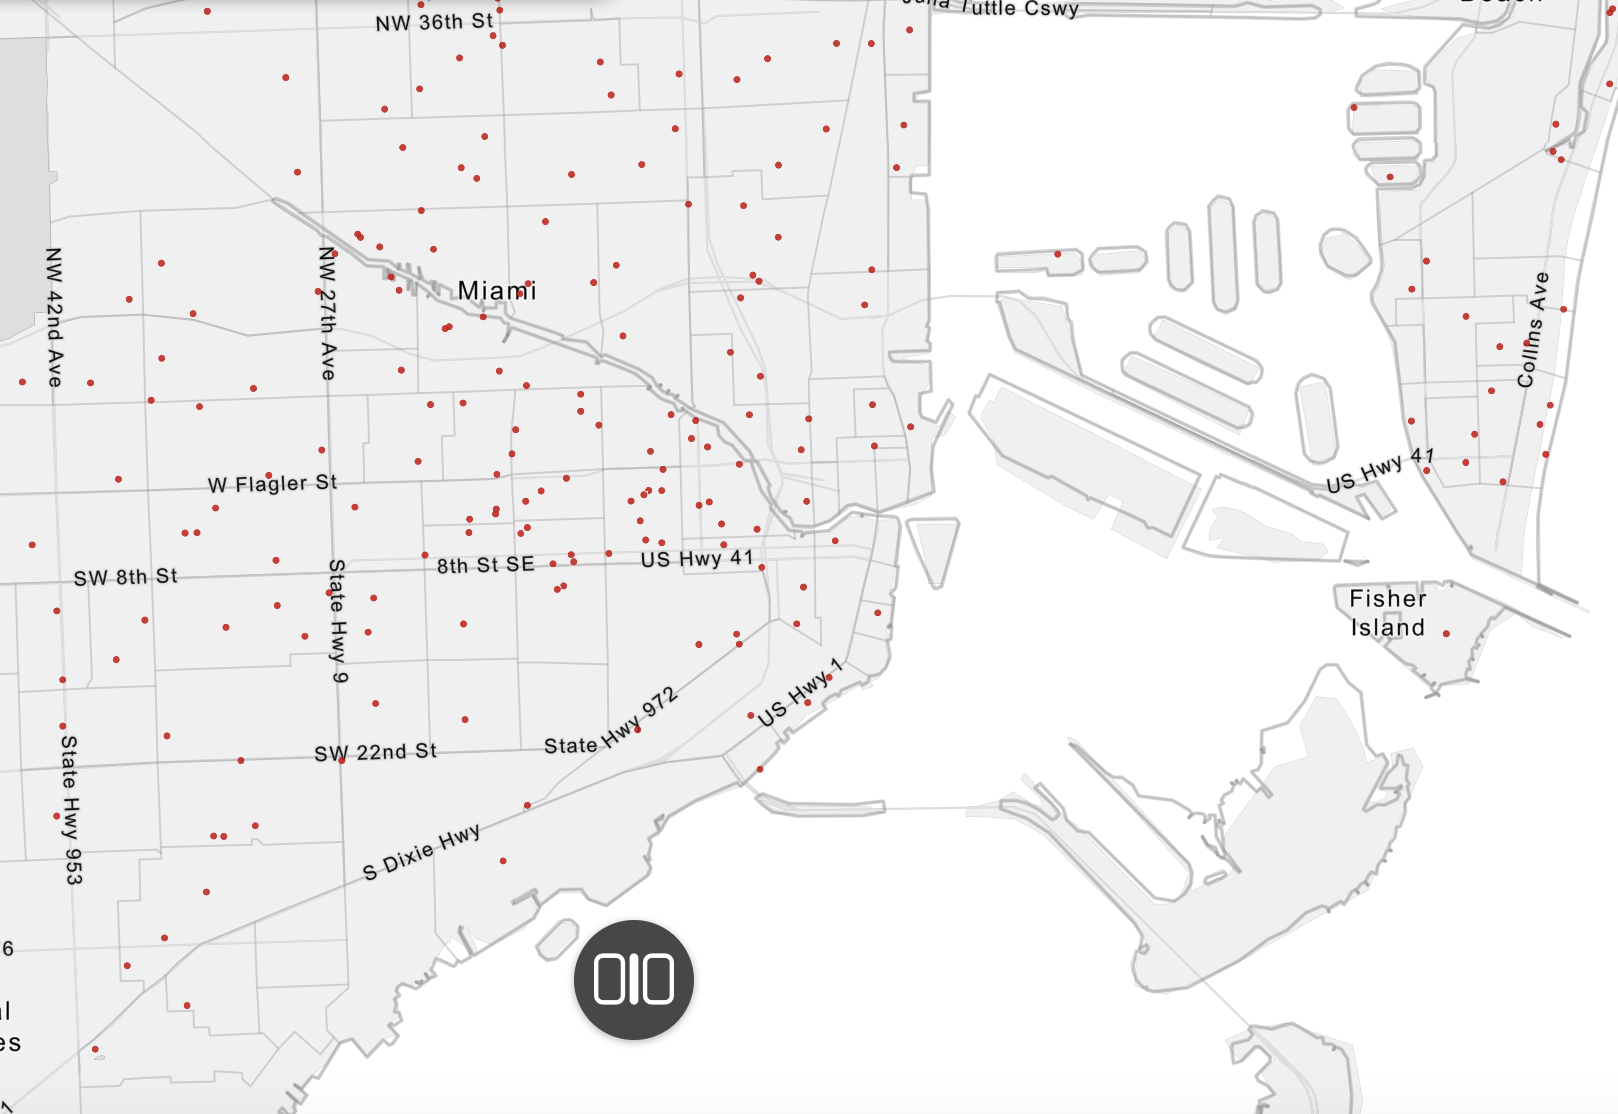 NW 36th St
Julia Tuttle Cswy
Beach
NW 42nd Ave
NW 27th Ave
Miami
Collins Ave
W Flagler St
US Hwy 41
SW 8th St
8th St SE
US Hwy 41
State Hwy 9
Fisher
Island
US Hwy 1
State Hwy 972
SW 22nd St
State Hwy 953
S Dixie Hwy
6
al
es
1